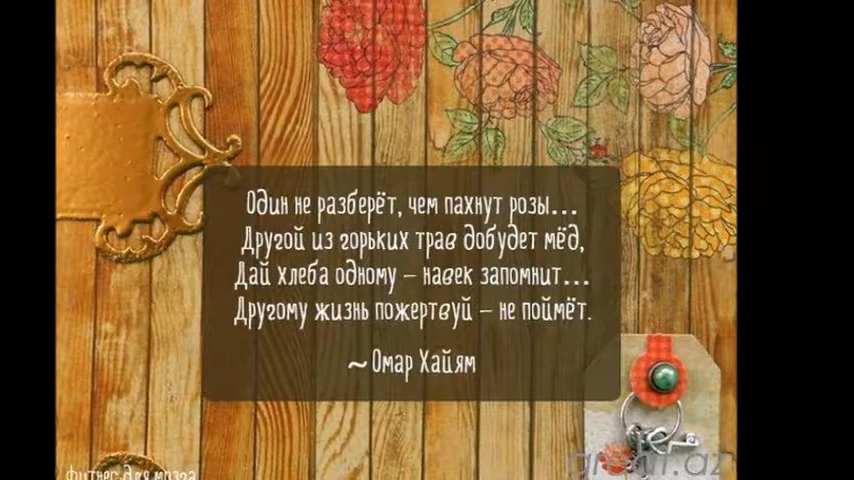 Один не разберёт, чем пахнут розы...
Другой из горьких трав добудет мёд,
Дай хлеба одному – навек запомнит...
Другому жизнь пожертвуй – не поймёт.
~ Омар Хайям
фитнес для мозга